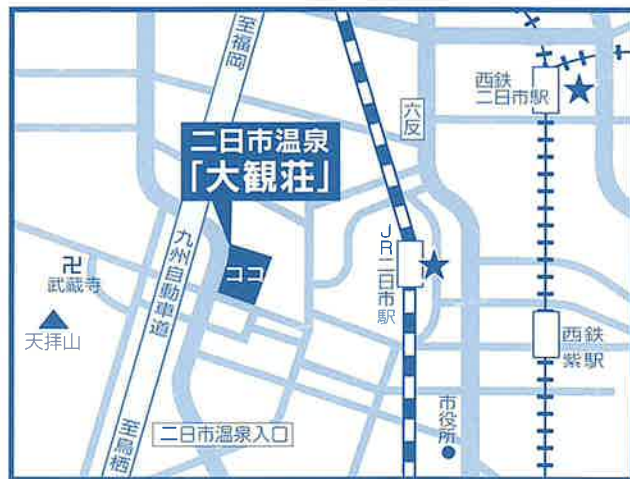 至福岡
西鉄
二日市駅
六反
二日市温泉
「大観荘」
JR二日市駅
九州自動車道
ココ
卍
武蔵寺
天拝山
西鉄
紫駅
市役所
二日市温泉入口
至鳥栖